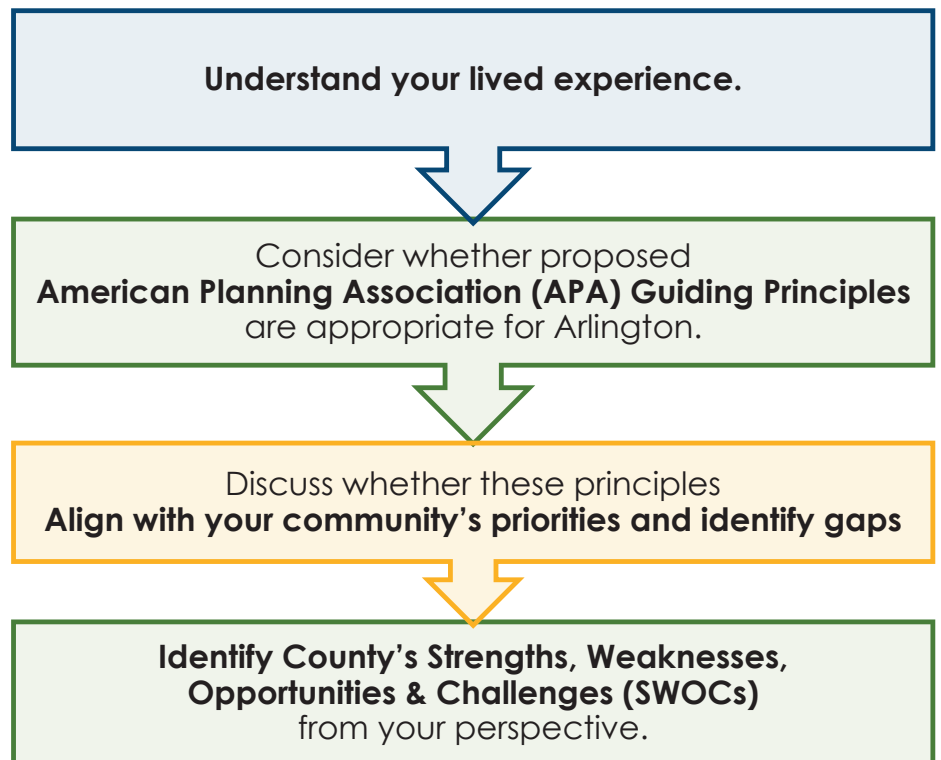 Understand your lived experience.
Consider whether proposed
American Planning Association (APA) Guiding Principles
are appropriate for Arlington.
Discuss whether these principles
Align with your community’s priorities and identify gaps
Identify County’s Strengths, Weaknesses,
Opportunities & Challenges (SWOCs)
from your perspective.